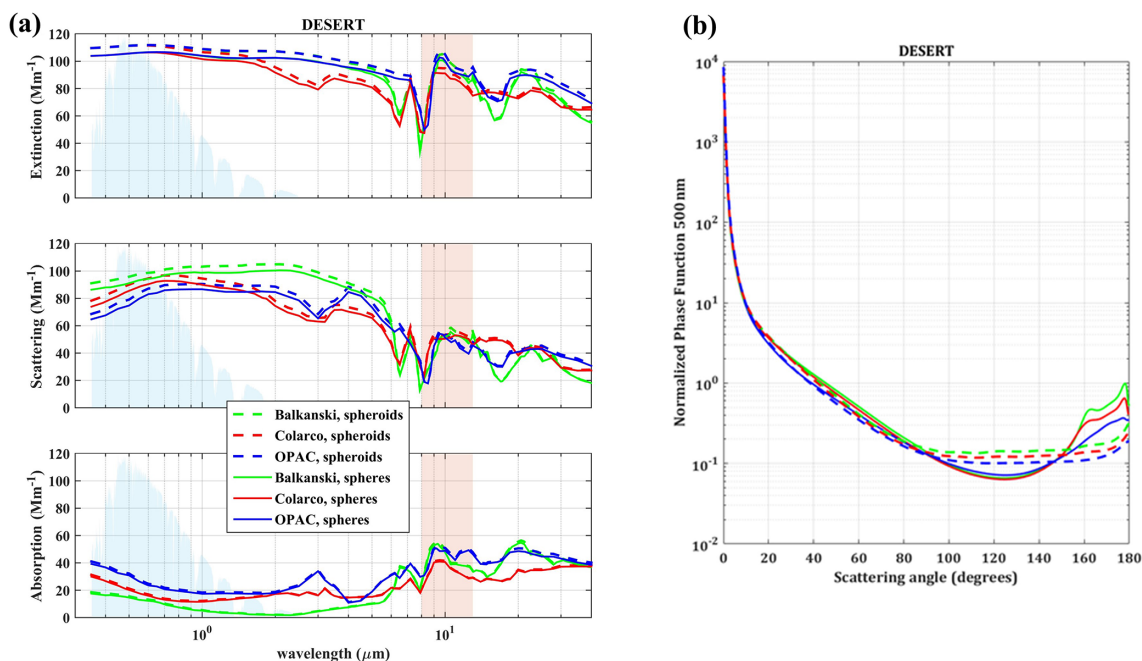 (a)
DESERT
Extinction (Mm⁻¹)
120
100
80
60
40
20
0
Scattering (Mm⁻¹)
120
100
80
60
40
20
0
Balkanski, spheroids
Colarco, spheroids
OPAC, spheroids
Balkanski, spheres
Colarco, spheres
OPAC, spheres
Absorption (Mm⁻¹)
120
100
80
60
40
20
0
10⁰
10¹
wavelength (μm)
(b)
DESERT
Normalized Phase Function 500 nm
10⁴
10³
10²
10¹
10⁰
10⁻¹
10⁻²
0
20
40
60
80
100
120
140
160
180
Scattering angle (degrees)